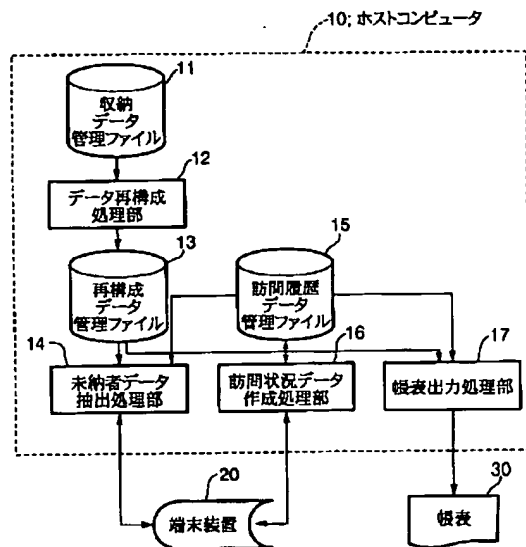 10; ホストコンピュータ
11
収納
データ
管理ファイル
12
データ再構成
処理部
13
再構成
データ
管理ファイル
15
訪問履歴
データ
管理ファイル
14
未納者データ
抽出処理部
16
訪問状況データ
作成処理部
17
帳表出力処理部
20
端末装置
30
帳表